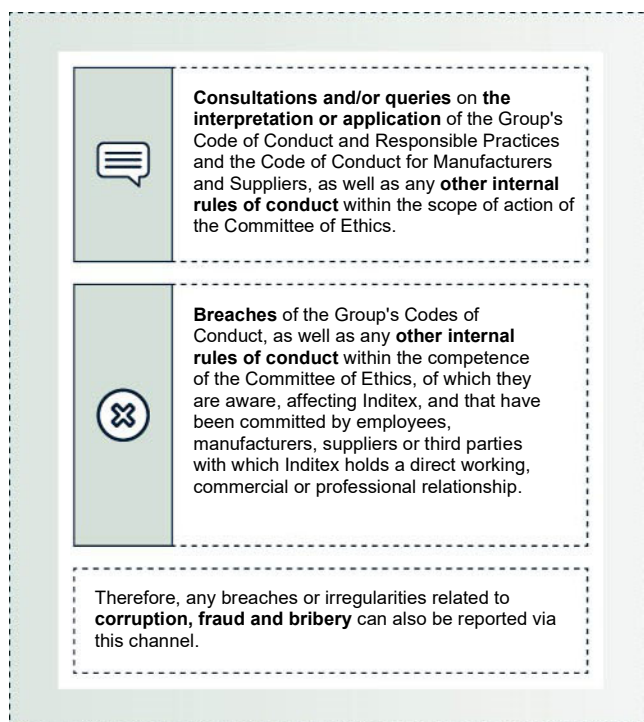 Consultations and/or queries on the
interpretation or application of the Group's
Code of Conduct and Responsible Practices
and the Code of Conduct for Manufacturers
and Suppliers, as well as any other internal
rules of conduct within the scope of action of
the Committee of Ethics.
Breaches of the Group's Codes of
Conduct, as well as any other internal
rules of conduct within the competence
of the Committee of Ethics, of which they
are aware, affecting Inditex, and that have
been committed by employees,
manufacturers, suppliers or third parties
with which Inditex holds a direct working,
commercial or professional relationship.
Therefore, any breaches or irregularities related to
corruption, fraud and bribery can also be reported via
this channel.